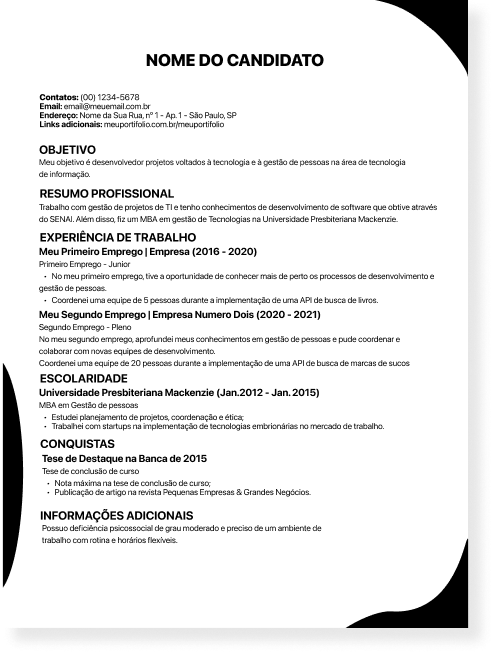 NOME DO CANDIDATO
Contatos: (00) 1234-5678
Email: email@meuemail.com.br
Endereço: Nome da Sua Rua, nº 1 - Ap. 1 - São Paulo, SP
Links adicionais: meuportifolio.com.br/meuportifolio
OBJETIVO
Meu objetivo é desenvolvedor projetos voltados à tecnologia e à gestão de pessoas na área de tecnologia
de informação.
RESUMO PROFISSIONAL
Trabalho com gestão de projetos de TI e tenho conhecimentos de desenvolvimento de software que obtive através
do SENAI. Além disso, fiz um MBA em gestão de Tecnologias na Universidade Presbiteriana Mackenzie.
EXPERIÊNCIA DE TRABALHO
Meu Primeiro Emprego | Empresa (2016 - 2020)
Primeiro Emprego - Junior
• No meu primeiro emprego, tive a oportunidade de conhecer mais de perto os processos de desenvolvimento e
gestão de pessoas.
• Coordenei uma equipe de 5 pessoas durante a implementação de uma API de busca de livros.
Meu Segundo Emprego | Empresa Numero Dois (2020 - 2021)
Segundo Emprego - Pleno
No meu segundo emprego, aprofundei meus conhecimentos em gestão de pessoas e pude coordenar e
colaborar com novas equipes de desenvolvimento.
Coordenei uma equipe de 20 pessoas durante a implementação de uma API de busca de marcas de sucos
ESCOLARIDADE
Universidade Presbiteriana Mackenzie (Jan.2012 - Jan. 2015)
MBA em Gestão de pessoas
• Estudei planejamento de projetos, coordenação e ética;
• Trabalhei com startups na implementação de tecnologias embrionárias no mercado de trabalho.
CONQUISTAS
Tese de Destaque na Banca de 2015
Tese de conclusão de curso
• Nota máxima na tese de conclusão de curso;
• Publicação de artigo na revista Pequenas Empresas & Grandes Negócios.
INFORMAÇÕES ADICIONAIS
Possuo deficiência psicossocial de grau moderado e preciso de um ambiente de
trabalho com rotina e horários flexíveis.